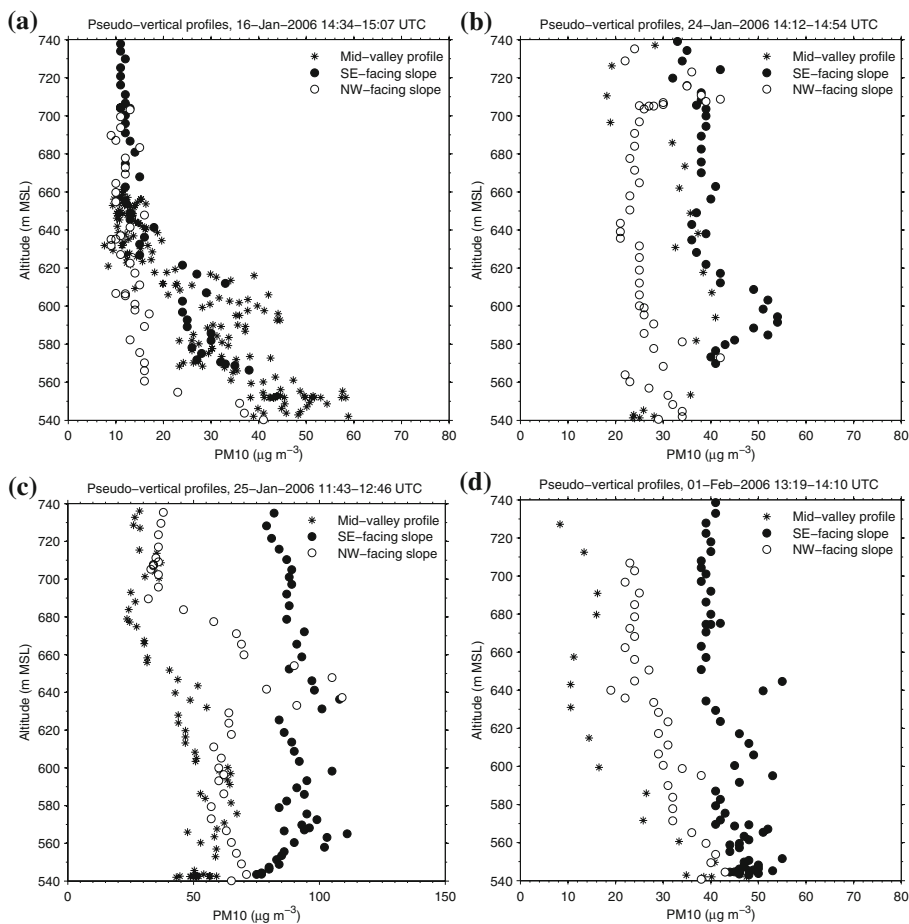 (a)
Pseudo−vertical profiles, 16−Jan−2006 14:34−15:07 UTC
Mid−valley profile
SE−facing slope
NW−facing slope
Altitude (m MSL)
740
720
700
680
660
640
620
600
580
560
540
0 10 20 30 40 50 60 70 80
PM10 (µg m−3)
(b)
Pseudo−vertical profiles, 24−Jan−2006 14:12−14:54 UTC
Mid−valley profile
SE−facing slope
NW−facing slope
Altitude (m MSL)
740
720
700
680
660
640
620
600
580
560
540
0 10 20 30 40 50 60 70 80
PM10 (µg m−3)
(c)
Pseudo−vertical profiles, 25−Jan−2006 11:43−12:46 UTC
Mid−valley profile
SE−facing slope
NW−facing slope
Altitude (m MSL)
740
720
700
680
660
640
620
600
580
560
540
0 50 100 150
PM10 (µg m−3)
(d)
Pseudo−vertical profiles, 01−Feb−2006 13:19−14:10 UTC
Mid−valley profile
SE−facing slope
NW−facing slope
Altitude (m MSL)
740
720
700
680
660
640
620
600
580
560
540
0 10 20 30 40 50 60 70 80
PM10 (µg m−3)